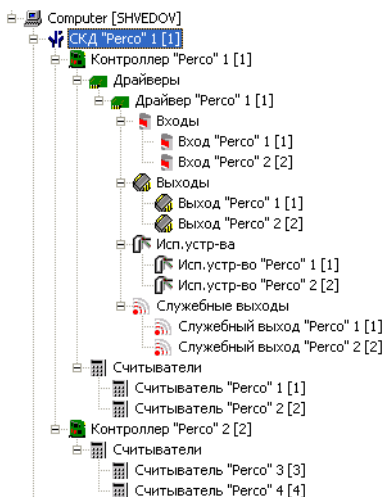 Computer [SHVEDOV]
СКД "Perco" 1 [1]
Контроллер "Perco" 1 [1]
Драйверы
Драйвер "Perco" 1 [1]
Входы
Вход "Perco" 1 [1]
Вход "Perco" 2 [2]
Выходы
Выход "Perco" 1 [1]
Выход "Perco" 2 [2]
Исп.устр-ва
Исп.устр-во "Perco" 1 [1]
Исп.устр-во "Perco" 2 [2]
Служебные выходы
Служебный выход "Perco" 1 [1]
Служебный выход "Perco" 2 [2]
Считыватели
Считыватель "Perco" 1 [1]
Считыватель "Perco" 2 [2]
Контроллер "Perco" 2 [2]
Считыватели
Считыватель "Perco" 3 [3]
Считыватель "Perco" 4 [4]